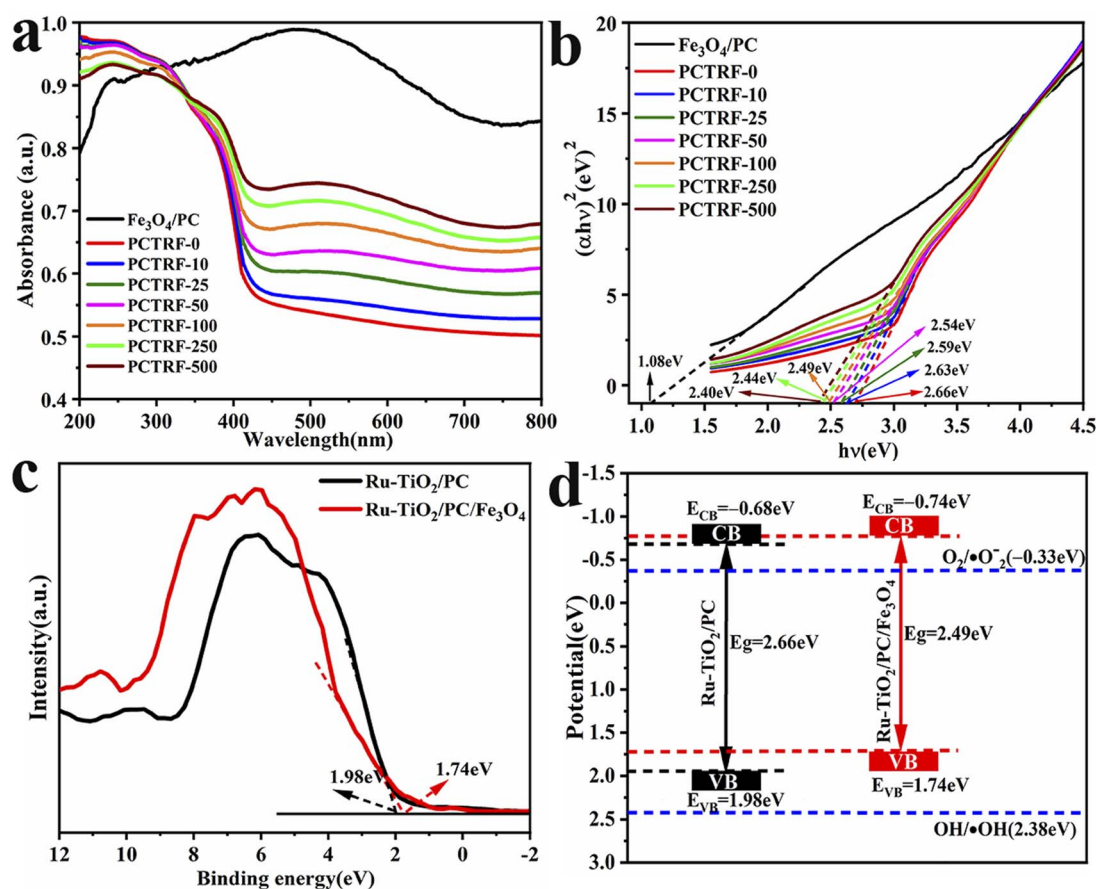 a
Absorbance (a.u.)
1.0
0.9
0.8
0.7
0.6
0.5
0.4
Fe₃O₄/PC
PCTRF-0
PCTRF-10
PCTRF-25
PCTRF-50
PCTRF-100
PCTRF-250
PCTRF-500
200 300 400 500 600 700 800
Wavelength(nm)
b
(αhν)²(eV)²
20
15
10
5
0
Fe₃O₄/PC
PCTRF-0
PCTRF-10
PCTRF-25
PCTRF-50
PCTRF-100
PCTRF-250
PCTRF-500
1.08eV
2.44eV
2.40eV
2.49eV
2.54eV
2.59eV
2.63eV
2.66eV
1.0 1.5 2.0 2.5 3.0 3.5 4.0 4.5
hν(eV)
c
Intensity(a.u.)
Ru-TiO₂/PC
Ru-TiO₂/PC/Fe₃O₄
1.98eV
1.74eV
12 10 8 6 4 2 0 -2
Binding energy(eV)
d
Potential(eV)
-1.5
-1.0
-0.5
0.0
0.5
1.0
1.5
2.0
2.5
3.0
E_CB=−0.68eV
E_CB=−0.74eV
CB
CB
O₂/•O⁻₂(−0.33eV)
Ru-TiO₂/PC
Eg=2.66eV
Ru-TiO₂/PC/Fe₃O₄
Eg=2.49eV
VB
VB
E_VB=1.98eV
E_VB=1.74eV
OH/•OH(2.38eV)